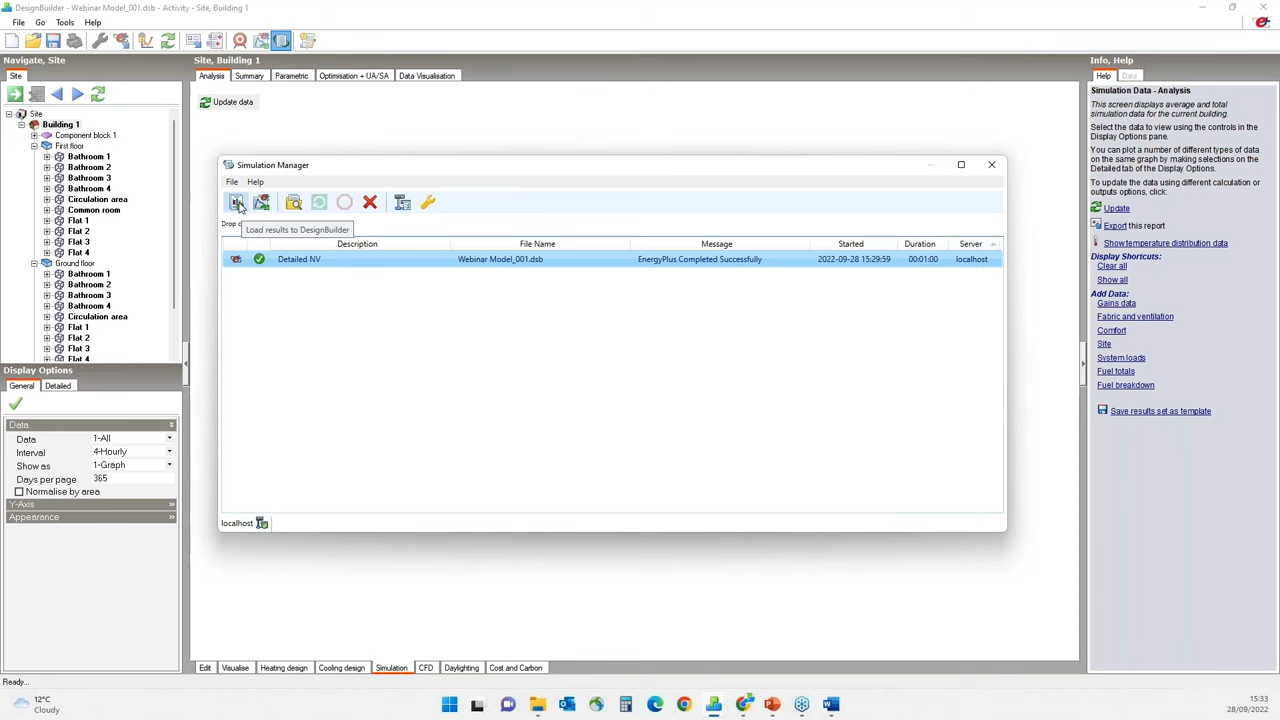 DesignBuilder - Webinar Model_001.dsb - Activity - Site, Building 1
File Go Tools Help
Navigate, Site
Site
Site
Building 1
Component block 1
First floor
Bathroom 1
Bathroom 2
Bathroom 3
Bathroom 4
Circulation area
Common room
Flat 1
Flat 2
Flat 3
Flat 4
Ground floor
Bathroom 1
Bathroom 2
Bathroom 3
Bathroom 4
Circulation area
Flat 1
Flat 2
Flat 3
Flat 4
Display Options
General Detailed
Data
Data 1-All
Interval 4-Hourly
Show as 1-Graph
Days per page 365
Normalise by area
Y-Axis
Appearance
Site, Building 1
Analysis Summary Parametric Optimisation + UA/SA Data Visualisation
Update data
Simulation Manager
File Help
Drop c
Load results to DesignBuilder
Description File Name Message Started Duration Server
Detailed NV Webinar Model_001.dsb EnergyPlus Completed Successfully 2022-09-28 15:29:59 00:01:00 localhost
localhost
Edit Visualise Heating design Cooling design Simulation CFD Daylighting Cost and Carbon
Info, Help
Help Data
Simulation Data - Analysis
This screen displays average and total
simulation data for the current building.
Select the data to view using the controls in the
Display Options pane.
You can plot a number of different types of data
on the same graph by making selections on the
Detailed tab of the Display Options.
To update the data using different calculation or
outputs options, click:
Update
Export this report
Show temperature distribution data
Display Shortcuts:
Clear all
Show all
Add Data:
Gains data
Fabric and ventilation
Comfort
Site
System loads
Fuel totals
Fuel breakdown
Save results set as template
Ready...
12°C
Cloudy
15:33
28/09/2022